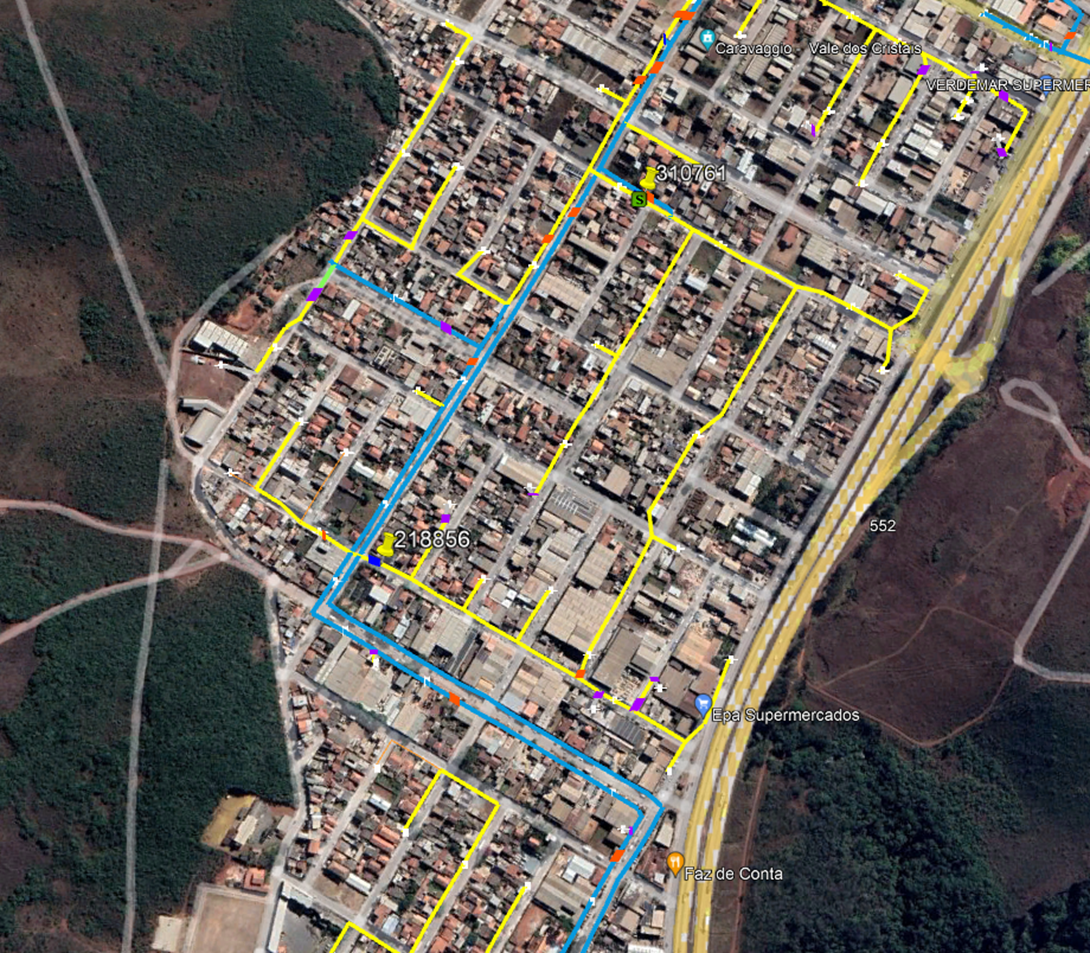 Caravaggio
Vale dos Cristais
VERDEMAR SUPERMER
310761
S
552
218856
Epa Supermercados
Faz de Conta